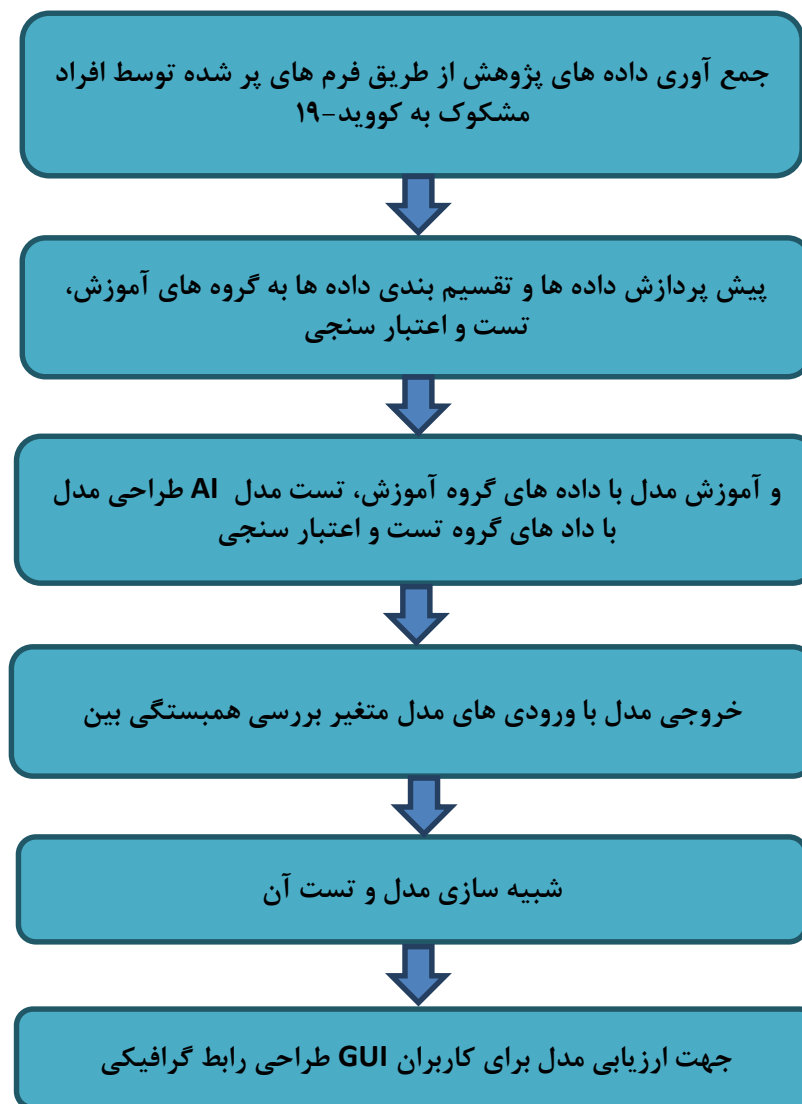 جمع آوری داده های پژوهش از طریق فرم های پر شده توسط افراد
مشکوک به کووید-۱۹
پیش پردازش داده ها و تقسیم بندی داده ها به گروه های آموزش،
تست و اعتبار سنجی
و آموزش مدل با داده های گروه آموزش، تست مدل AI طراحی مدل
با داد های گروه تست و اعتبار سنجی
خروجی مدل با ورودی های مدل متغیر بررسی همبستگی بین
شبیه سازی مدل و تست آن
جهت ارزیابی مدل برای کاربران GUI طراحی رابط گرافیکی